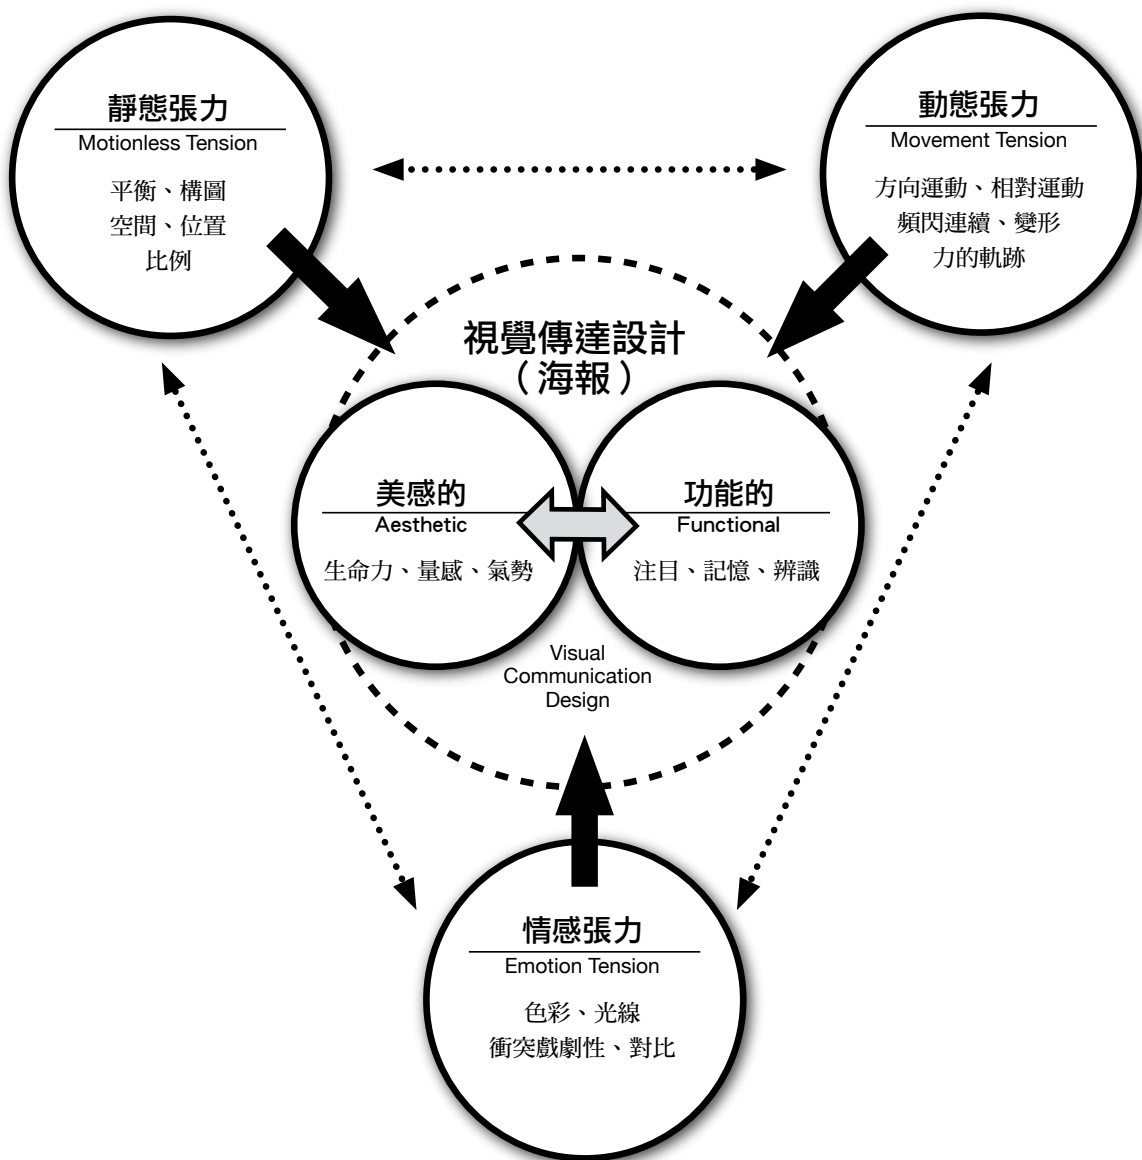 靜態張力
Motionless Tension
平衡、構圖
空間、位置
比例
動態張力
Movement Tension
方向運動、相對運動
頻閃連續、變形
力的軌跡
視覺傳達設計
（海報）
美感的
Aesthetic
生命力、量感、氣勢
功能的
Functional
注目、記憶、辨識
Visual
Communication
Design
情感張力
Emotion Tension
色彩、光線
衝突戲劇性、對比